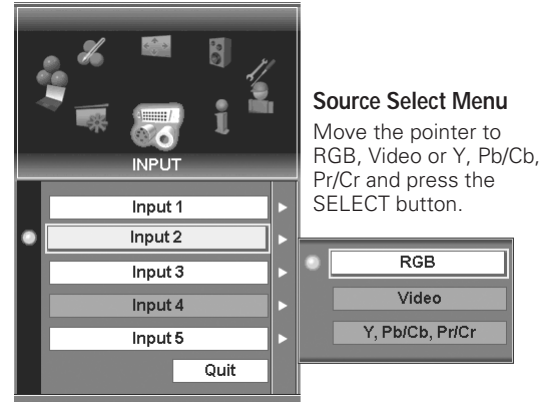 INPUT
Input 1
Input 2
Input 3
Input 4
Input 5
Quit
Source Select Menu
Move the pointer to
RGB, Video or Y, Pb/Cb,
Pr/Cr and press the
SELECT button.
RGB
Video
Y, Pb/Cb, Pr/Cr